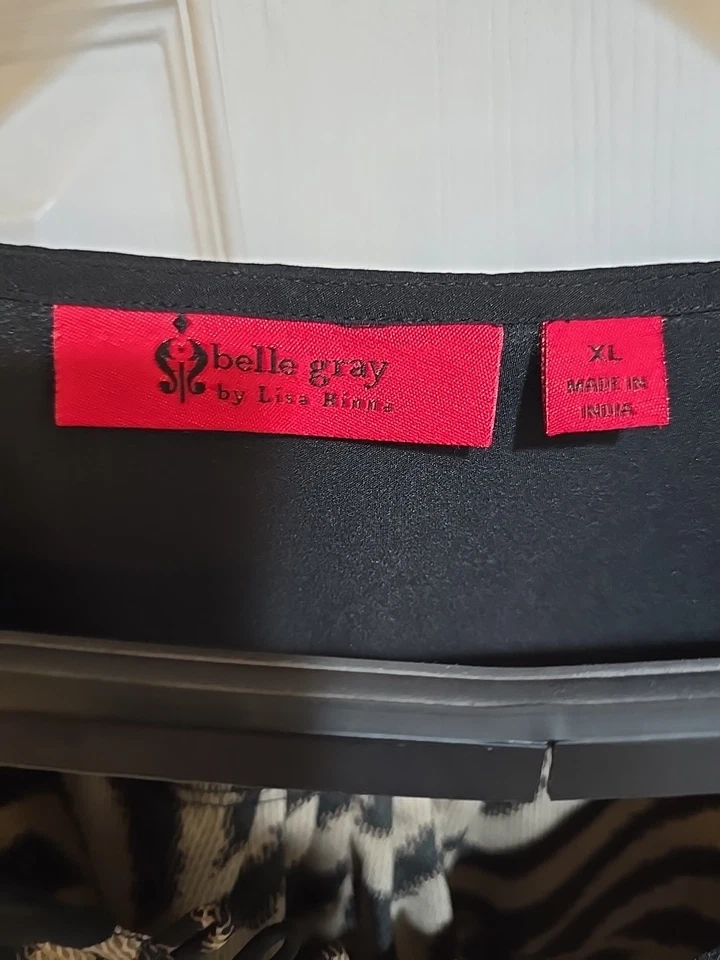 belle gray
by Lisa Rinna
XL
MADE IN
INDIA